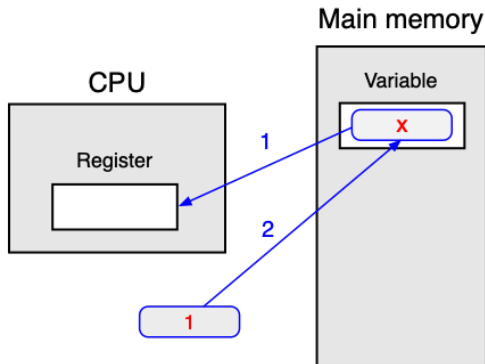 Main memory
CPU
Variable
x
1
Register
2
1